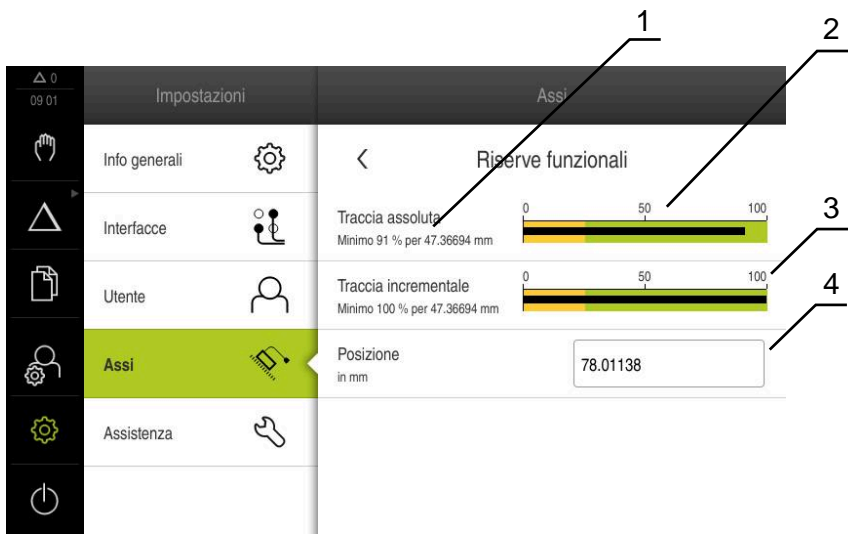 1
2
0
09 01
Impostazioni
Assi
Info generali
Riserve funzionali
Traccia assoluta
Minimo 91 % per 47.36694 mm
0 50 100
3
Interfacce
Traccia incrementale
Minimo 100 % per 47.36694 mm
0 50 100
4
Utente
Posizione
in mm
78.01138
Assi
Assistenza